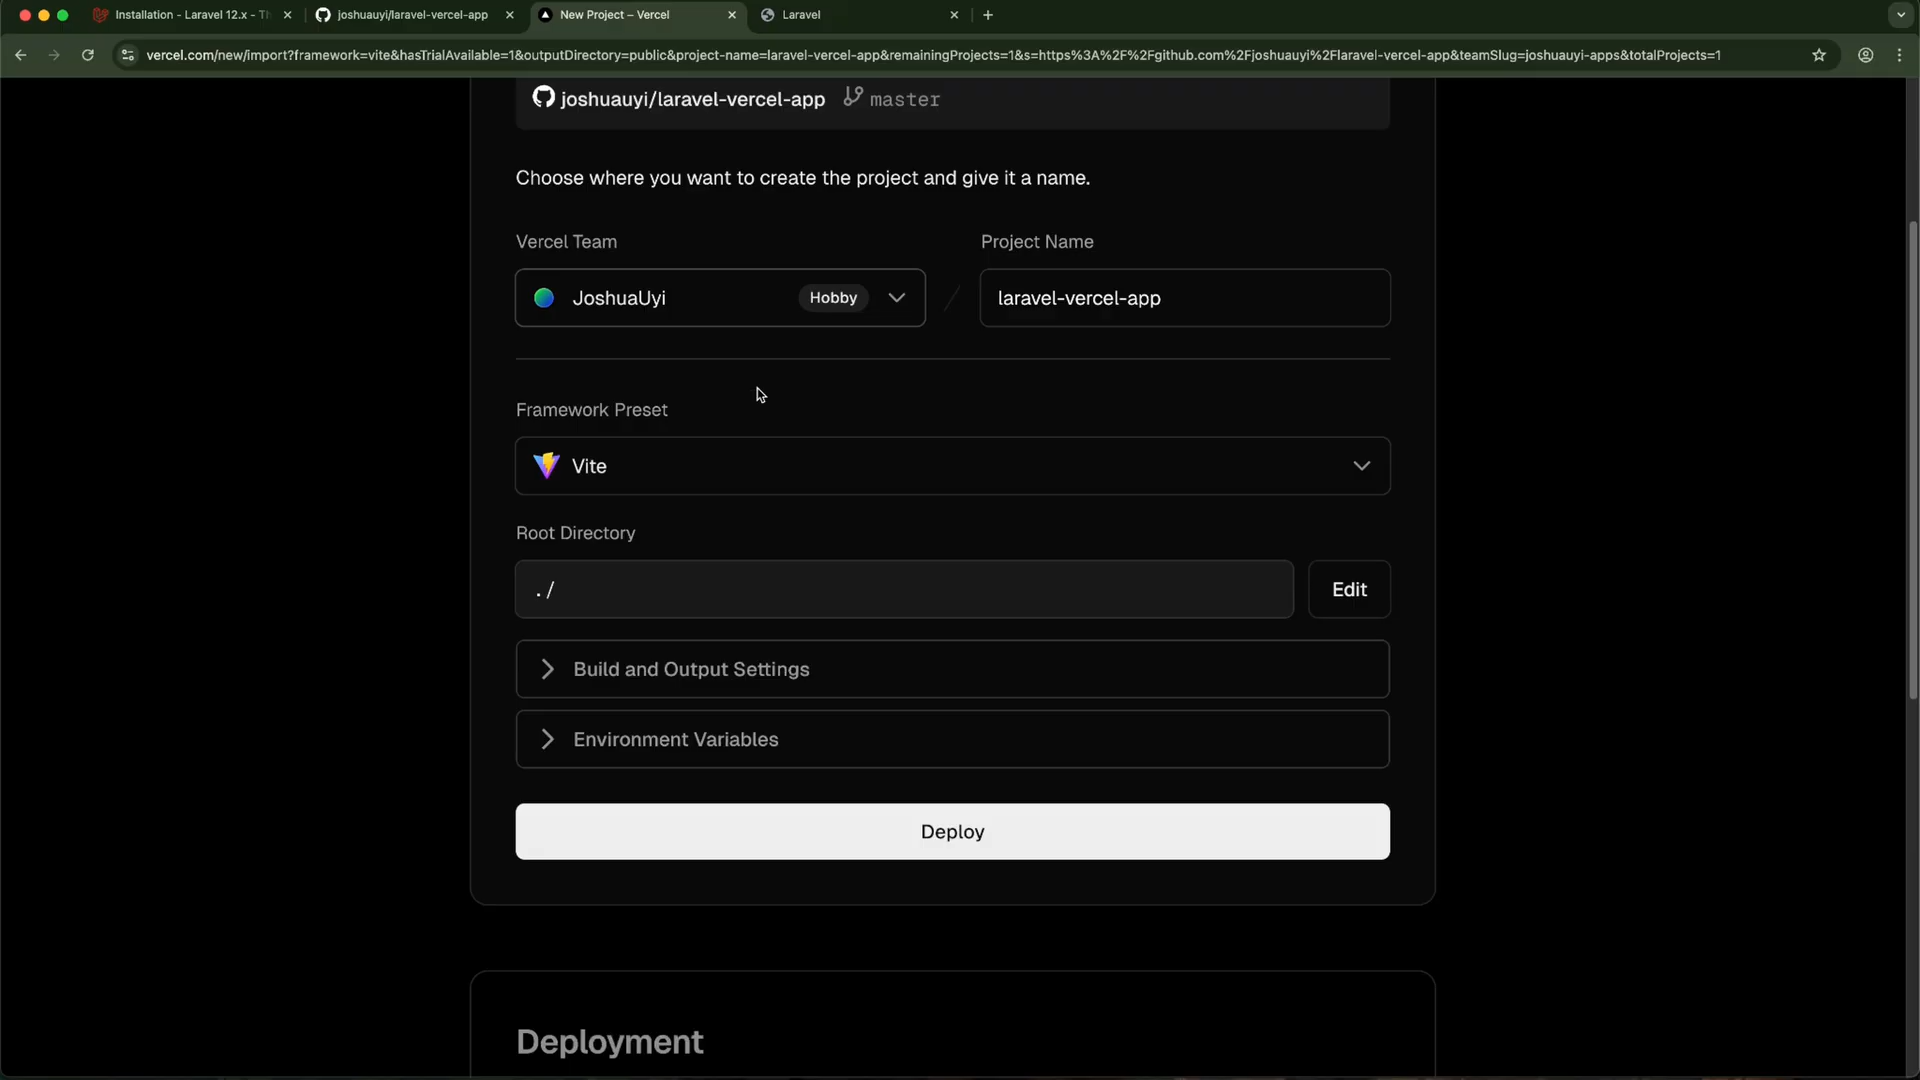 Installation - Laravel 12.x - Th
joshuauyi/laravel-vercel-app
New Project – Vercel
Laravel
vercel.com/new/import?framework=vite&hasTrialAvailable=1&outputDirectory=public&project-name=laravel-vercel-app&remainingProjects=1&s=https%3A%2F%2Fgithub.com%2Fjoshuauyi%2Flaravel-vercel-app&teamSlug=joshuauyi-apps&totalProjects=1
joshuauyi/laravel-vercel-app master
Choose where you want to create the project and give it a name.
Vercel Team
Project Name
JoshuaUyi Hobby
/
laravel-vercel-app
Framework Preset
Vite
Root Directory
./
Edit
Build and Output Settings
Environment Variables
Deploy
Deployment